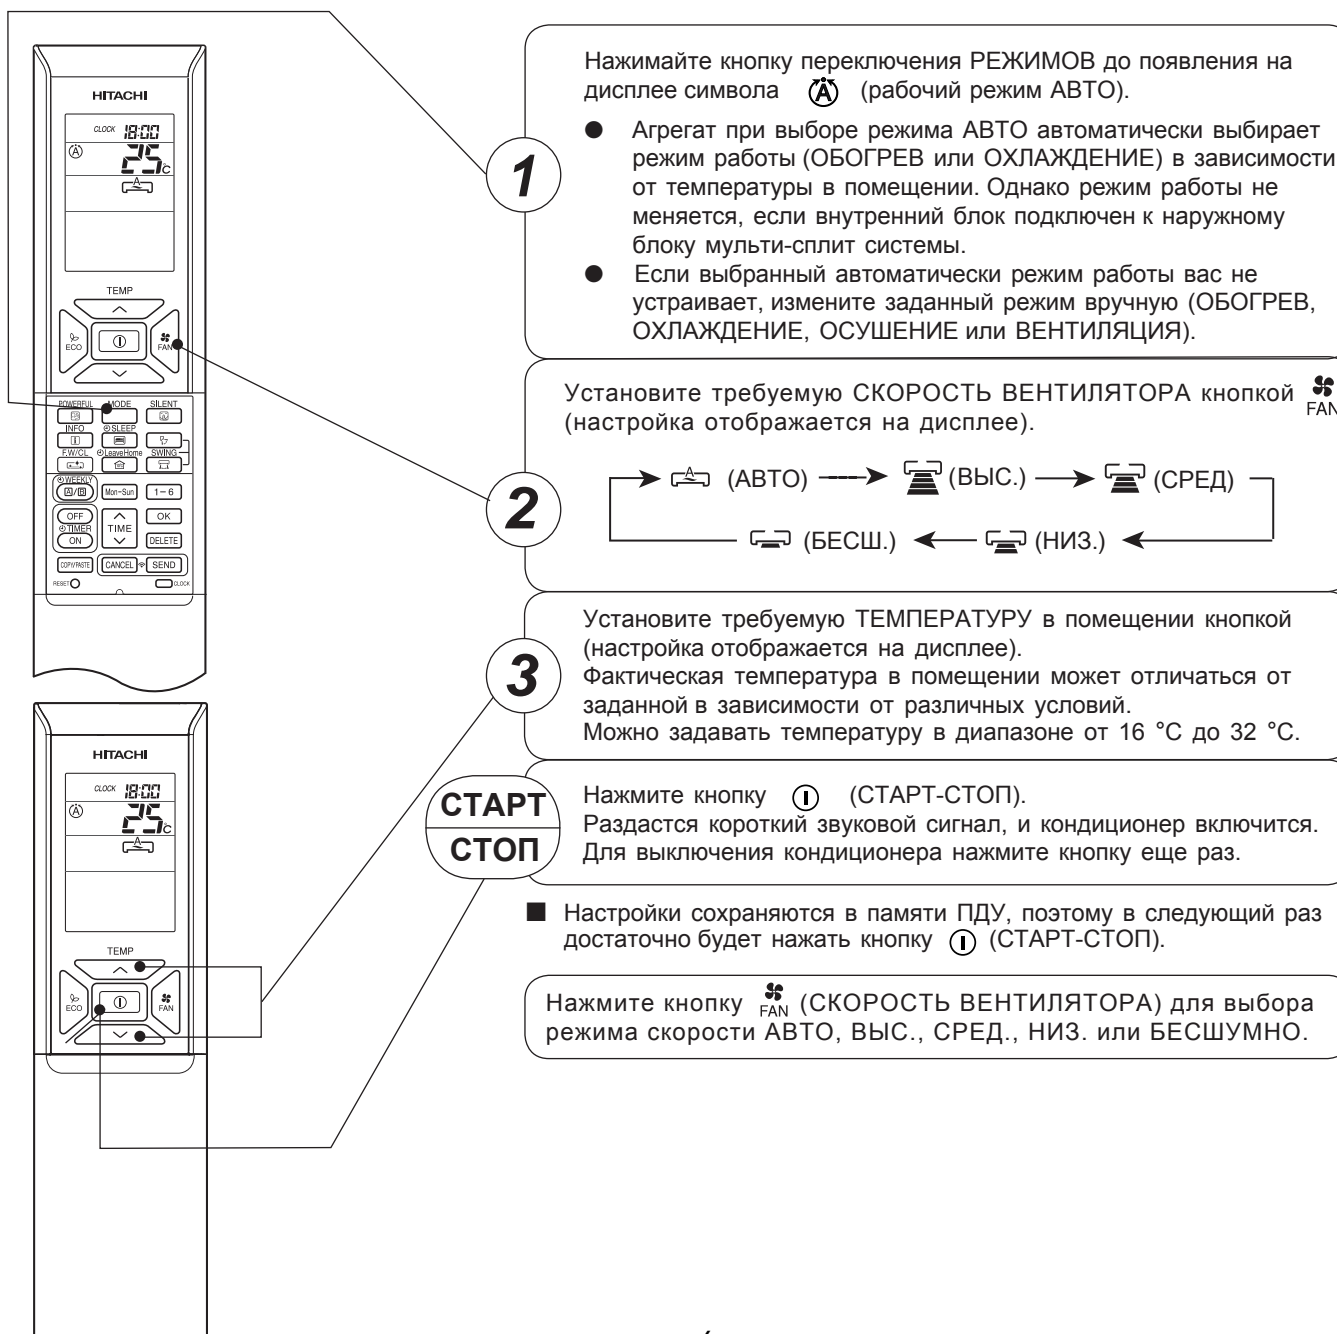 HITACHI
CLOCK 18:00
A
25°C
A
TEMP
ECO
FAN
POWERFUL MODE SILENT
INFO SLEEP
F.W/CL LeaveHome SWING
WEEKLY
A/B Mon-Sun 1-6
OFF OK
TIMER TIME
ON DELETE
COPY/PASTE CANCEL SEND
RESET CLOCK
HITACHI
CLOCK 18:00
A
25°C
A
TEMP
ECO
FAN
1
Нажимайте кнопку переключения РЕЖИМОВ до появления на
дисплее символа A (рабочий режим АВТО).
● Агрегат при выборе режима АВТО автоматически выбирает
режим работы (ОБОГРЕВ или ОХЛАЖДЕНИЕ) в зависимости
от температуры в помещении. Однако режим работы не
меняется, если внутренний блок подключен к наружному
блоку мульти-сплит системы.
● Если выбранный автоматически режим работы вас не
устраивает, измените заданный режим вручную (ОБОГРЕВ,
ОХЛАЖДЕНИЕ, ОСУШЕНИЕ или ВЕНТИЛЯЦИЯ).
2
Установите требуемую СКОРОСТЬ ВЕНТИЛЯТОРА кнопкой FAN
(настройка отображается на дисплее).
A (АВТО) (ВЫС.) (СРЕД)
(БЕСШ.) (НИЗ.)
3
Установите требуемую ТЕМПЕРАТУРУ в помещении кнопкой
(настройка отображается на дисплее).
Фактическая температура в помещении может отличаться от
заданной в зависимости от различных условий.
Можно задавать температуру в диапазоне от 16 °C до 32 °C.
СТАРТ
СТОП
Нажмите кнопку (СТАРТ-СТОП).
Раздастся короткий звуковой сигнал, и кондиционер включится.
Для выключения кондиционера нажмите кнопку еще раз.
■ Настройки сохраняются в памяти ПДУ, поэтому в следующий раз
достаточно будет нажать кнопку (СТАРТ-СТОП).
Нажмите кнопку FAN (СКОРОСТЬ ВЕНТИЛЯТОРА) для выбора
режима скорости АВТО, ВЫС., СРЕД., НИЗ. или БЕСШУМНО.